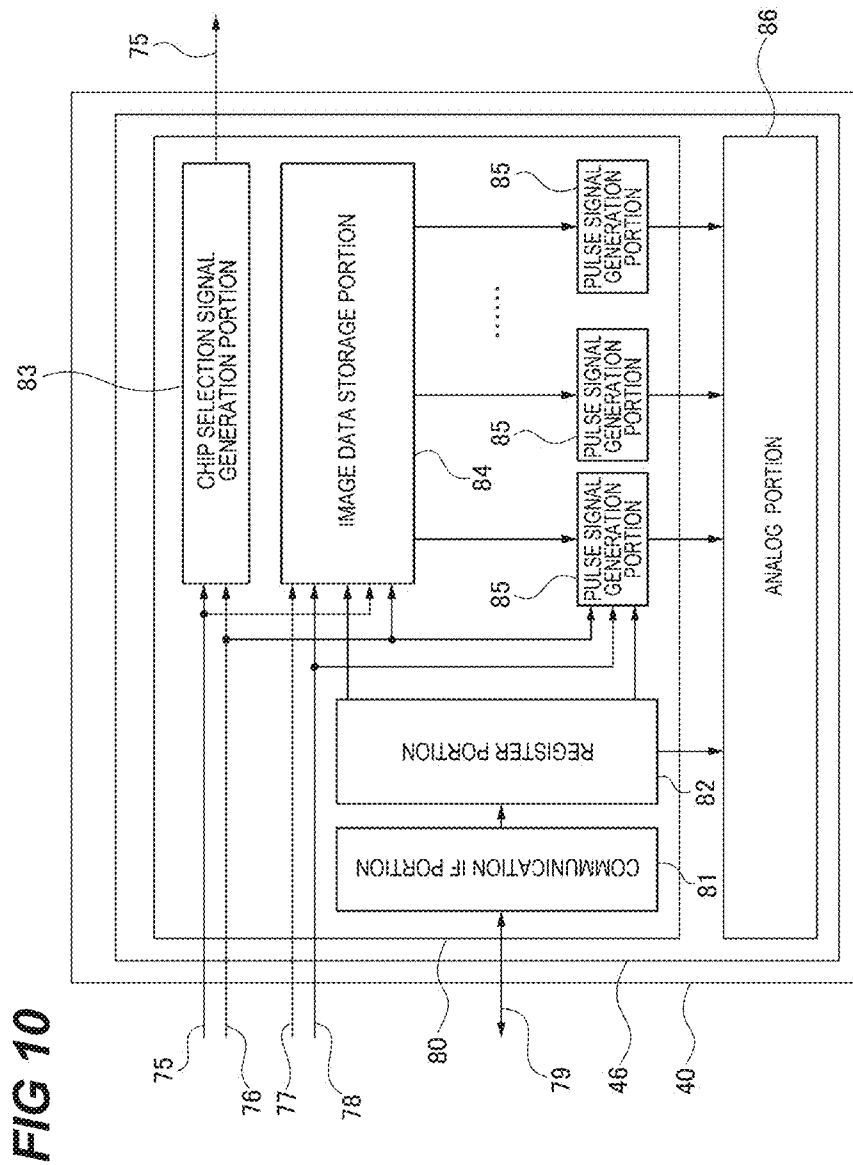 FIG 10
75
76
77
78
79
75
83
CHIP SELECTION SIGNAL
GENERATION PORTION
IMAGE DATA STORAGE PORTION
84
REGISTER PORTION
82
COMMUNICATION IF PORTION
81
85
PULSE SIGNAL
GENERATION
PORTION
85
PULSE SIGNAL
GENERATION
PORTION
......
85
PULSE SIGNAL
GENERATION
PORTION
ANALOG PORTION
86
80
46
40